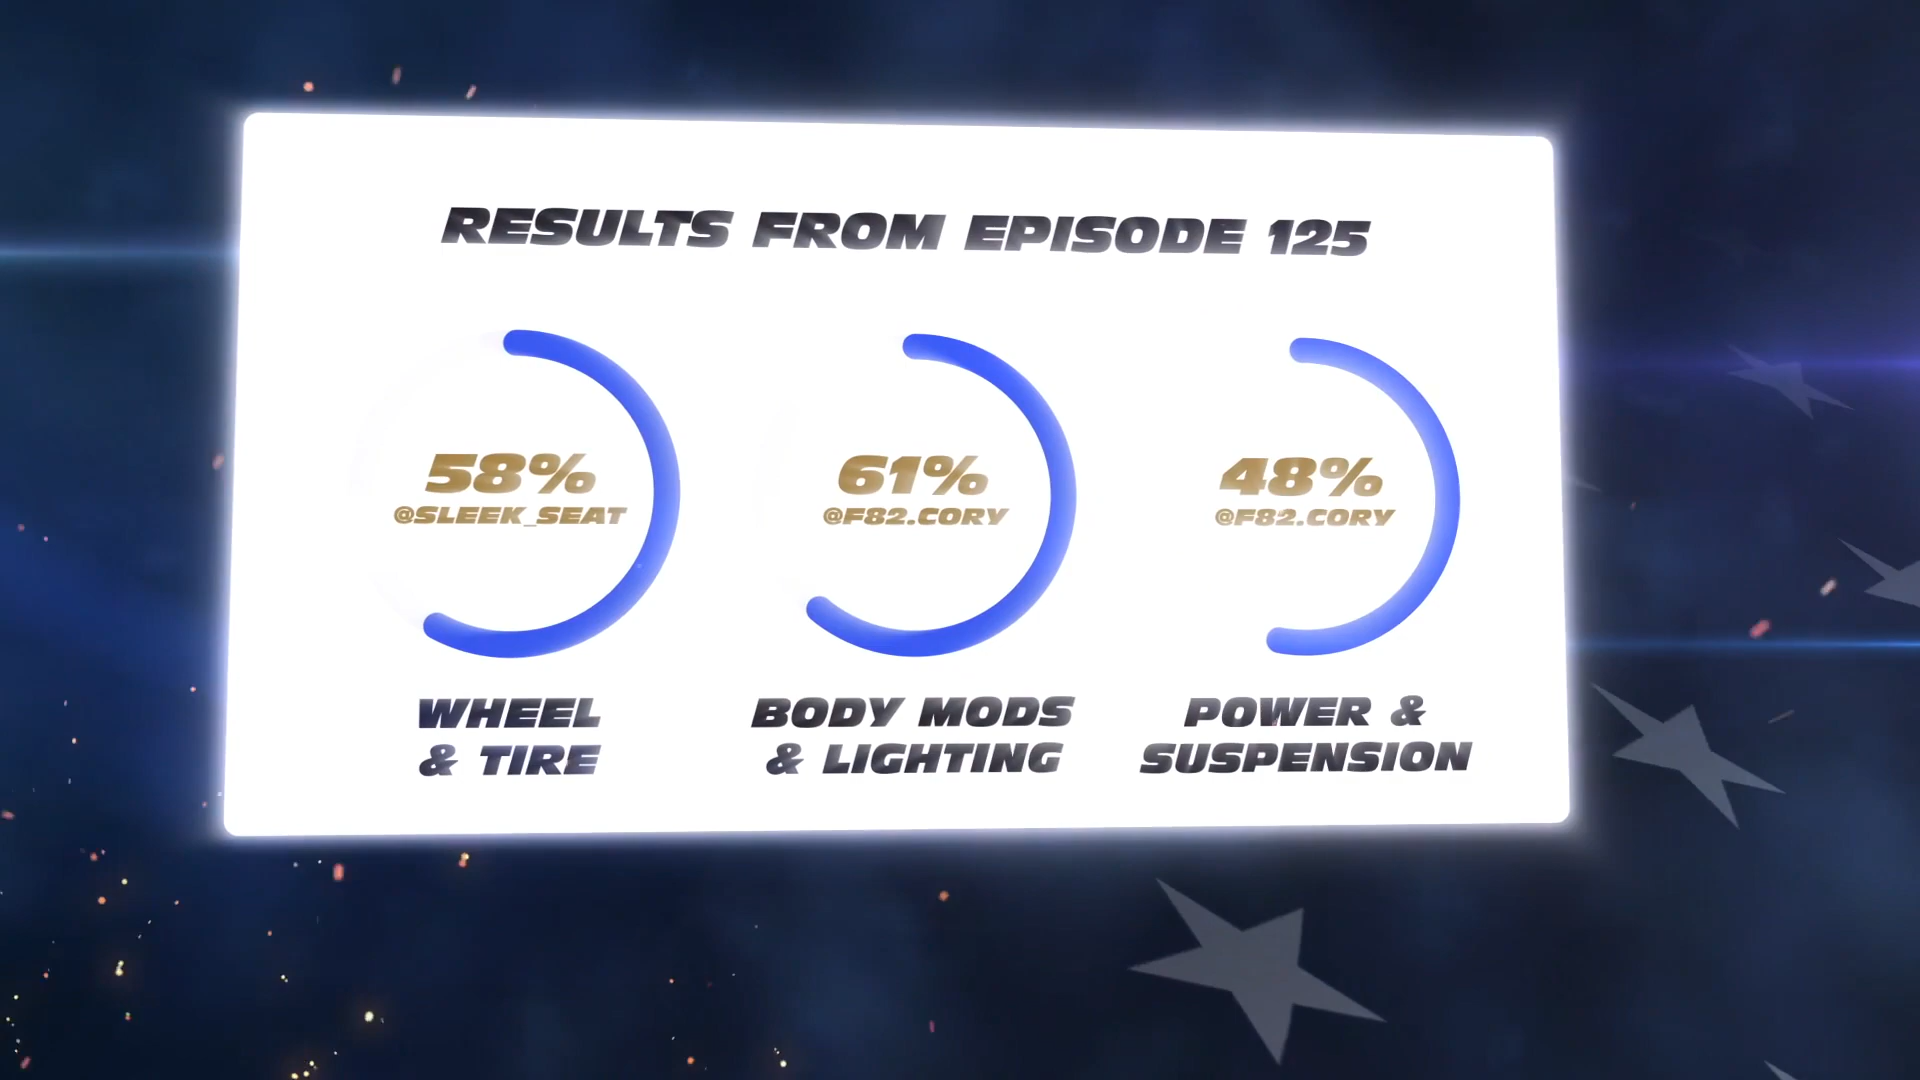 RESULTS FROM EPISODE 125
58%
@SLEEK_SEAT
61%
@F82.CORY
48%
@F82.CORY
WHEEL
& TIRE
BODY MODS
& LIGHTING
POWER &
SUSPENSION